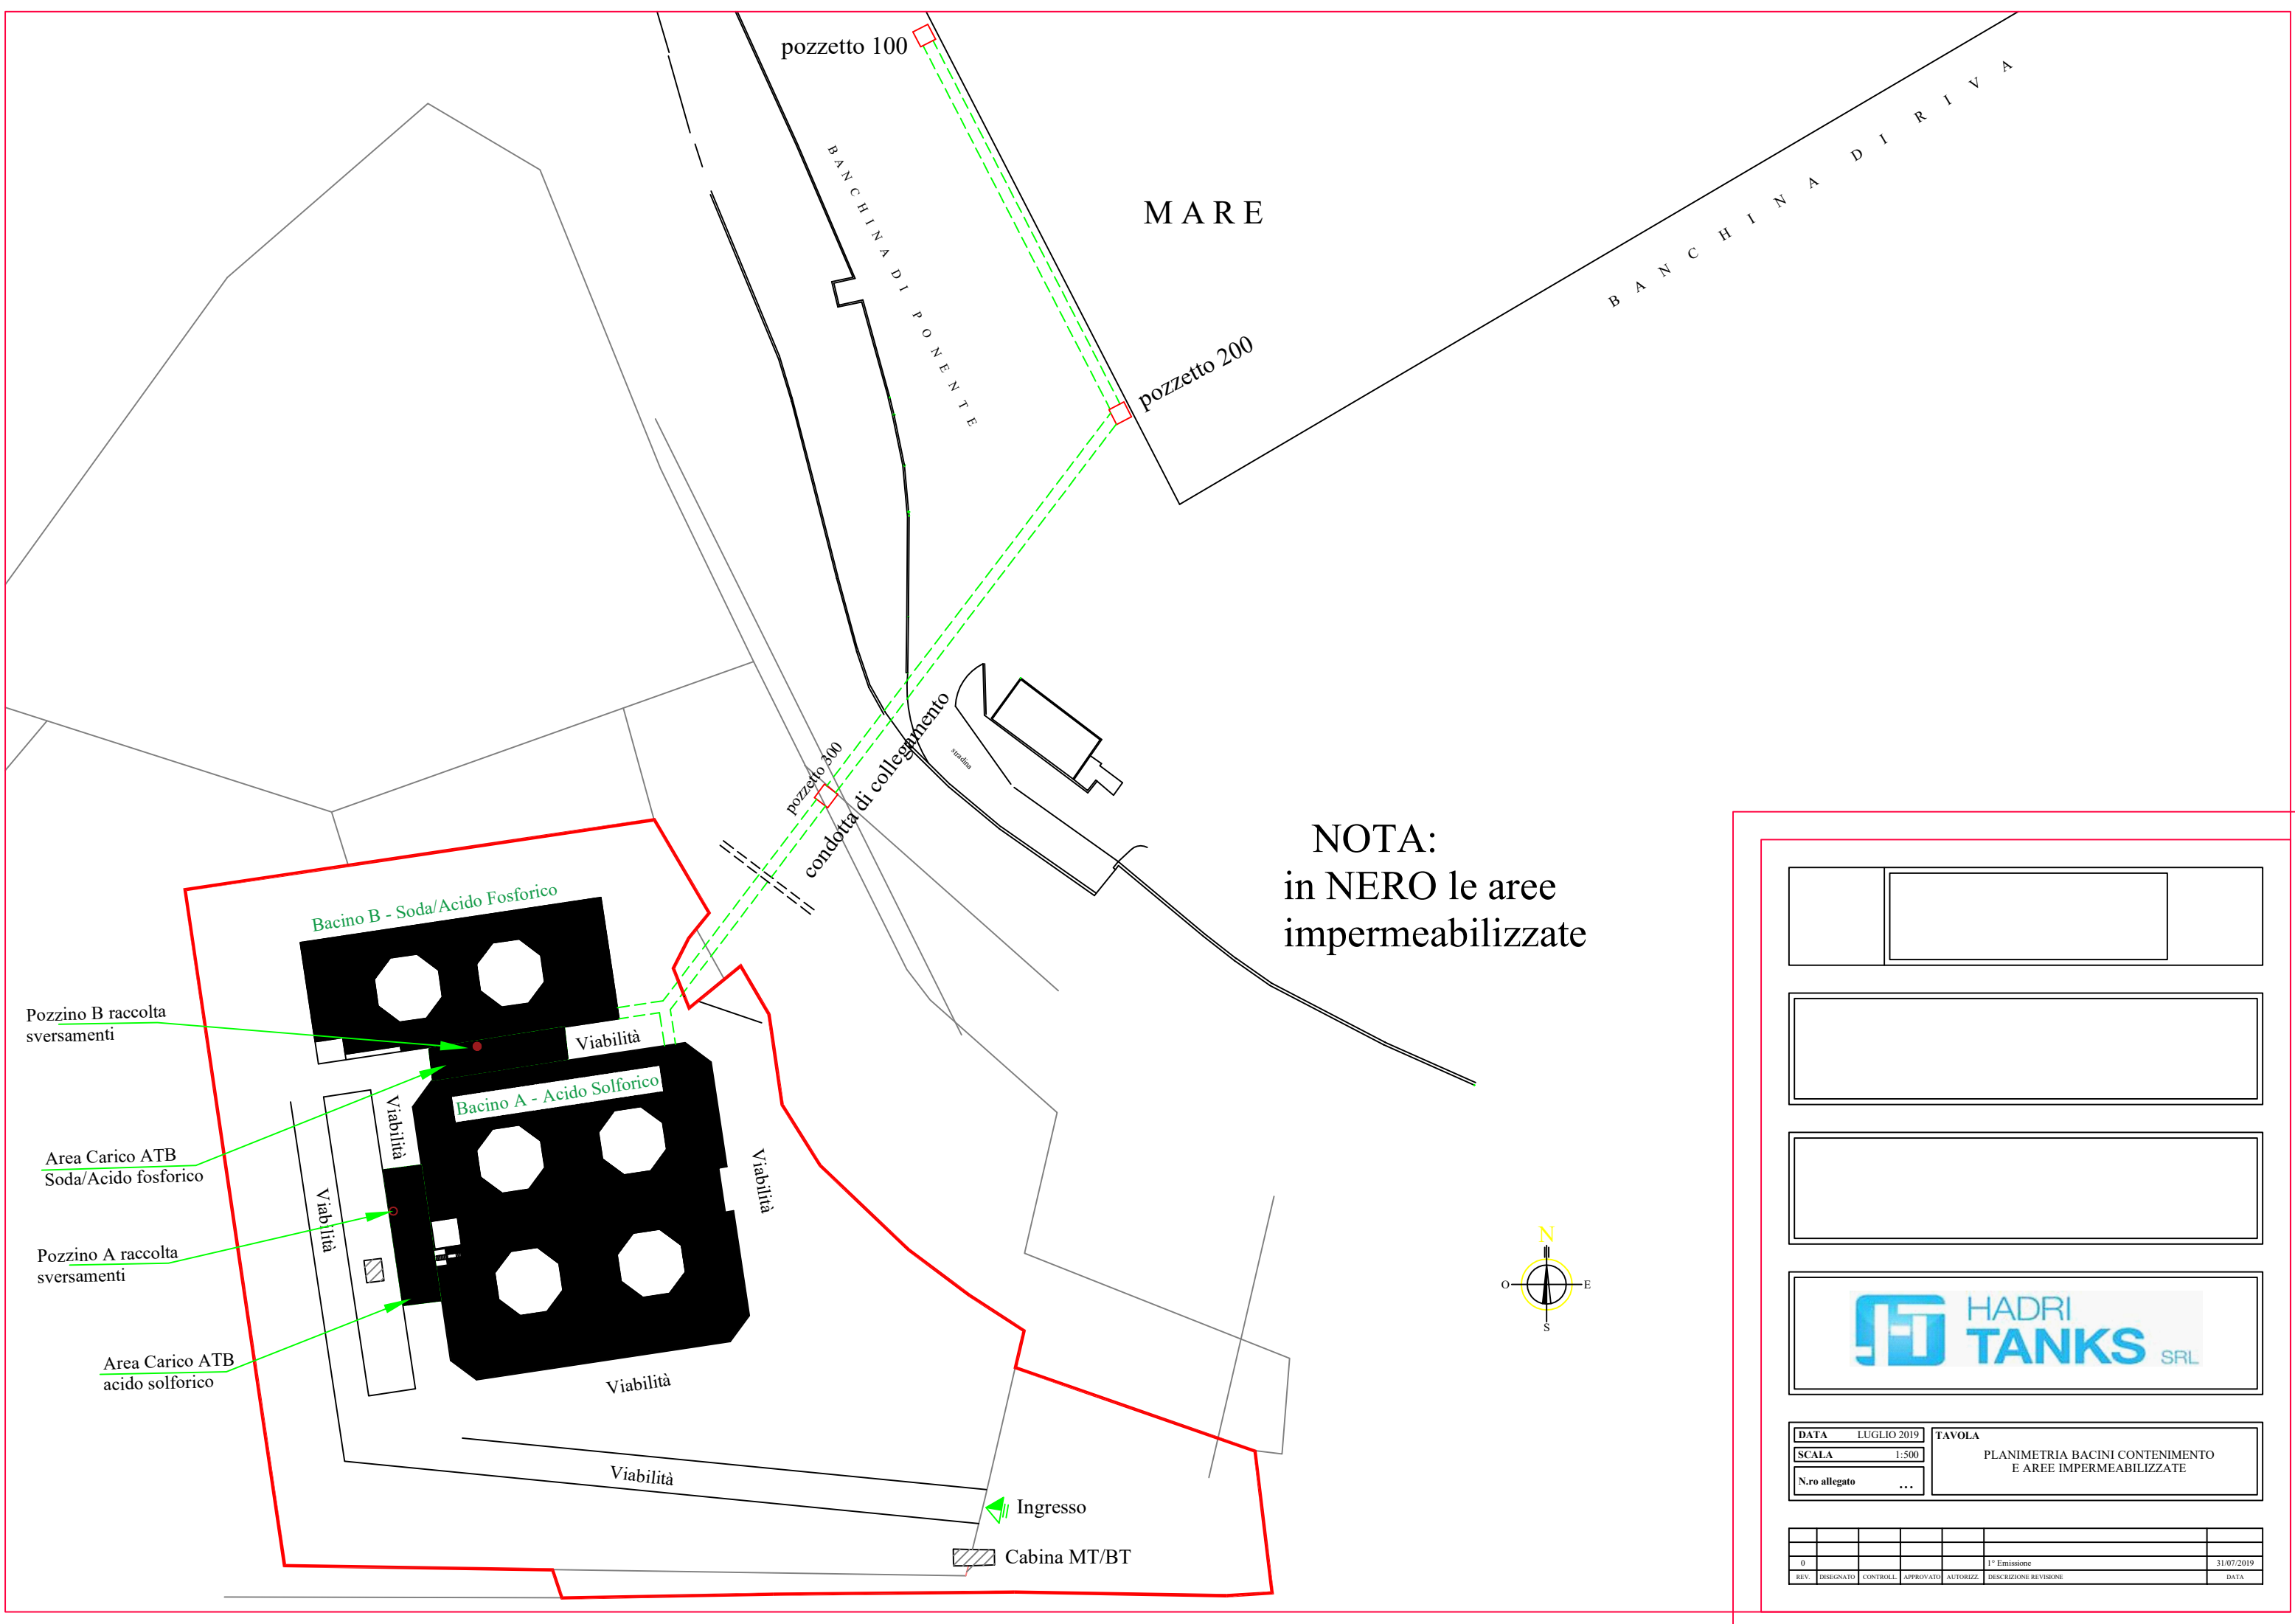 pozzetto 100
BANCHINA DI PONENTE
MARE
BANCHINA DI RIVA
pozzetto 200
pozzetto 300
condotta di collegamento
stradina
NOTA:
in NERO le aree
impermeabilizzate
Bacino B - Soda/Acido Fosforico
Pozzino B raccolta
sversamenti
Viabilità
Bacino A - Acido Solforico
Viabilità
Area Carico ATB
Soda/Acido fosforico
Viabilità
Viabilità
Pozzino A raccolta
sversamenti
Area Carico ATB
acido solforico
Viabilità
Viabilità
Ingresso
Cabina MT/BT
N
O
E
S
HADRI
TANKS SRL
DATA LUGLIO 2019
SCALA 1:500
N.ro allegato ...
TAVOLA
PLANIMETRIA BACINI CONTENIMENTO
E AREE IMPERMEABILIZZATE
0 1° Emissione 31/07/2019
REV. DISEGNATO CONTROLL. APPROVATO AUTORIZZ. DESCRIZIONE REVISIONE DATA